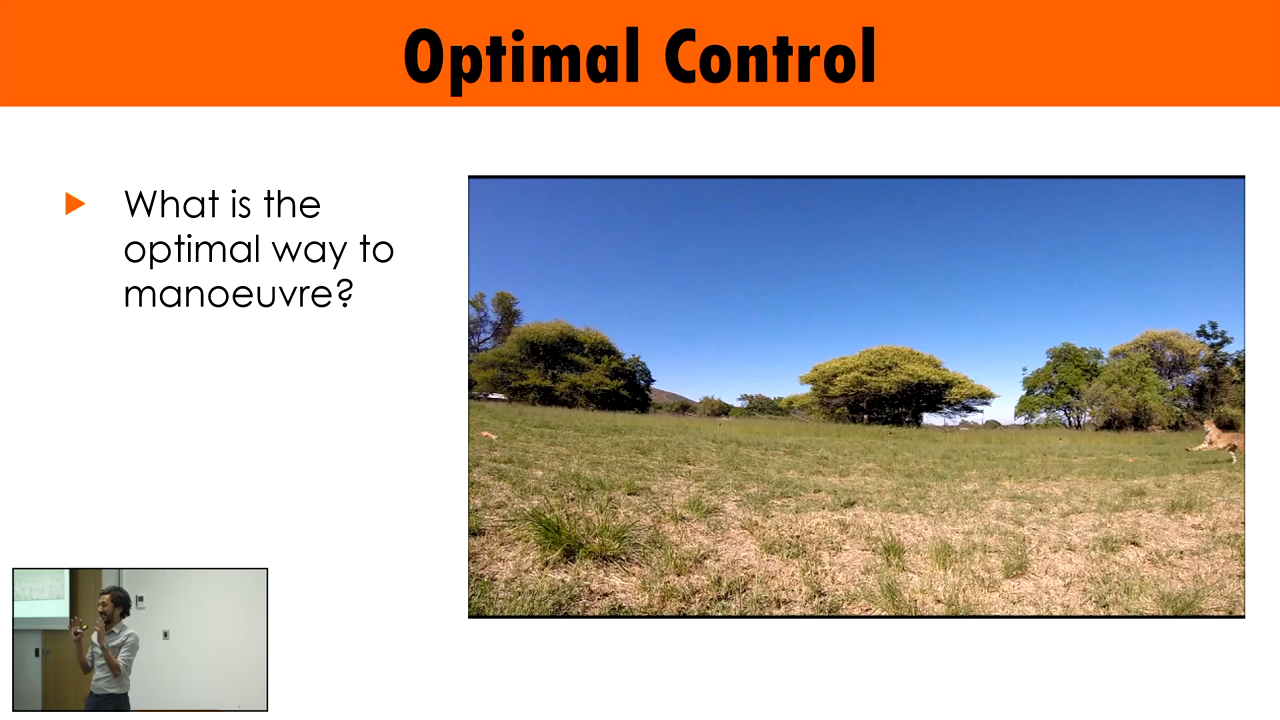 Optimal Control
What is the
optimal way to
manoeuvre?